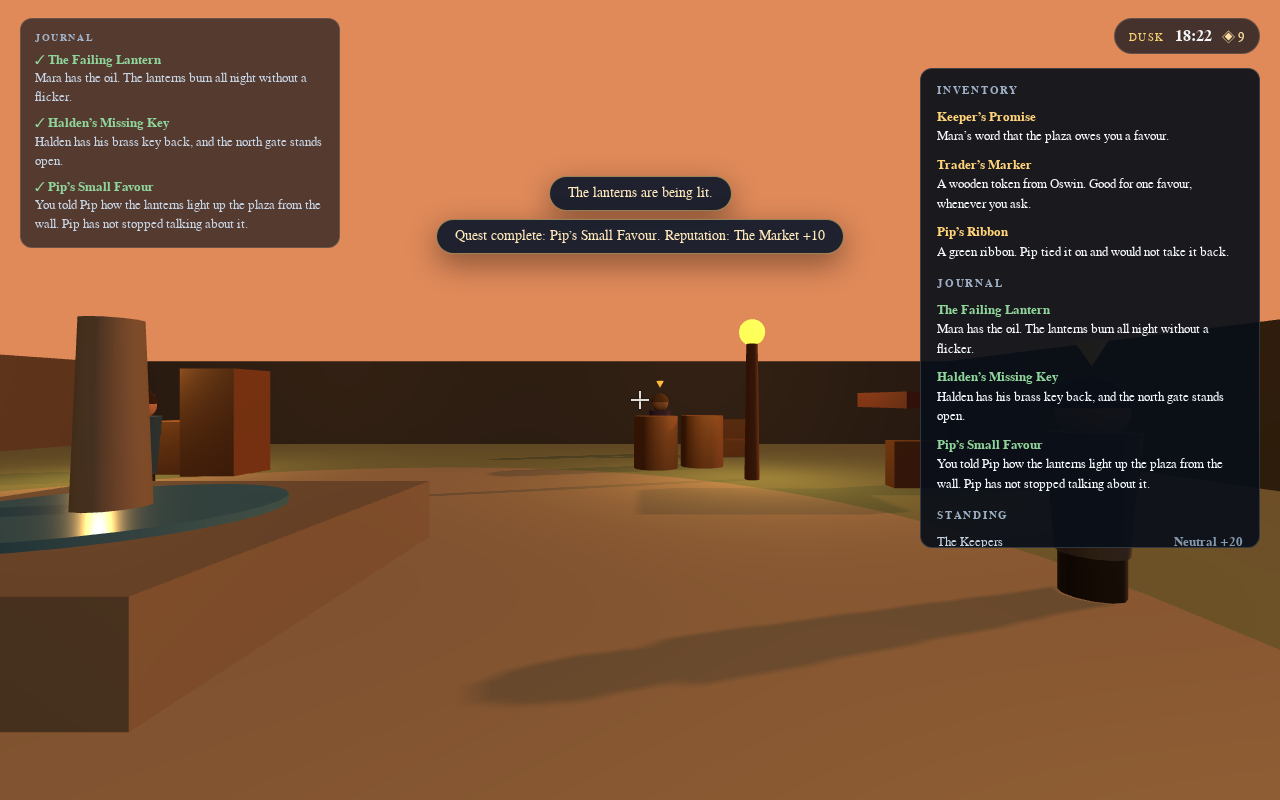 JOURNAL
✓ The Failing Lantern
Mara has the oil. The lanterns burn all night without a
flicker.
✓ Halden's Missing Key
Halden has his brass key back, and the north gate stands
open.
✓ Pip's Small Favour
You told Pip how the lanterns light up the plaza from the
wall. Pip has not stopped talking about it.
The lanterns are being lit.
Quest complete: Pip's Small Favour. Reputation: The Market +10
DUSK 18:22 ◈ 9
INVENTORY
Keeper's Promise
Mara's word that the plaza owes you a favour.
Trader's Marker
A wooden token from Oswin. Good for one favour,
whenever you ask.
Pip's Ribbon
A green ribbon. Pip tied it on and would not take it back.
JOURNAL
The Failing Lantern
Mara has the oil. The lanterns burn all night without a
flicker.
Halden's Missing Key
Halden has his brass key back, and the north gate stands
open.
Pip's Small Favour
You told Pip how the lanterns light up the plaza from the
wall. Pip has not stopped talking about it.
STANDING
The Keepers Neutral +20